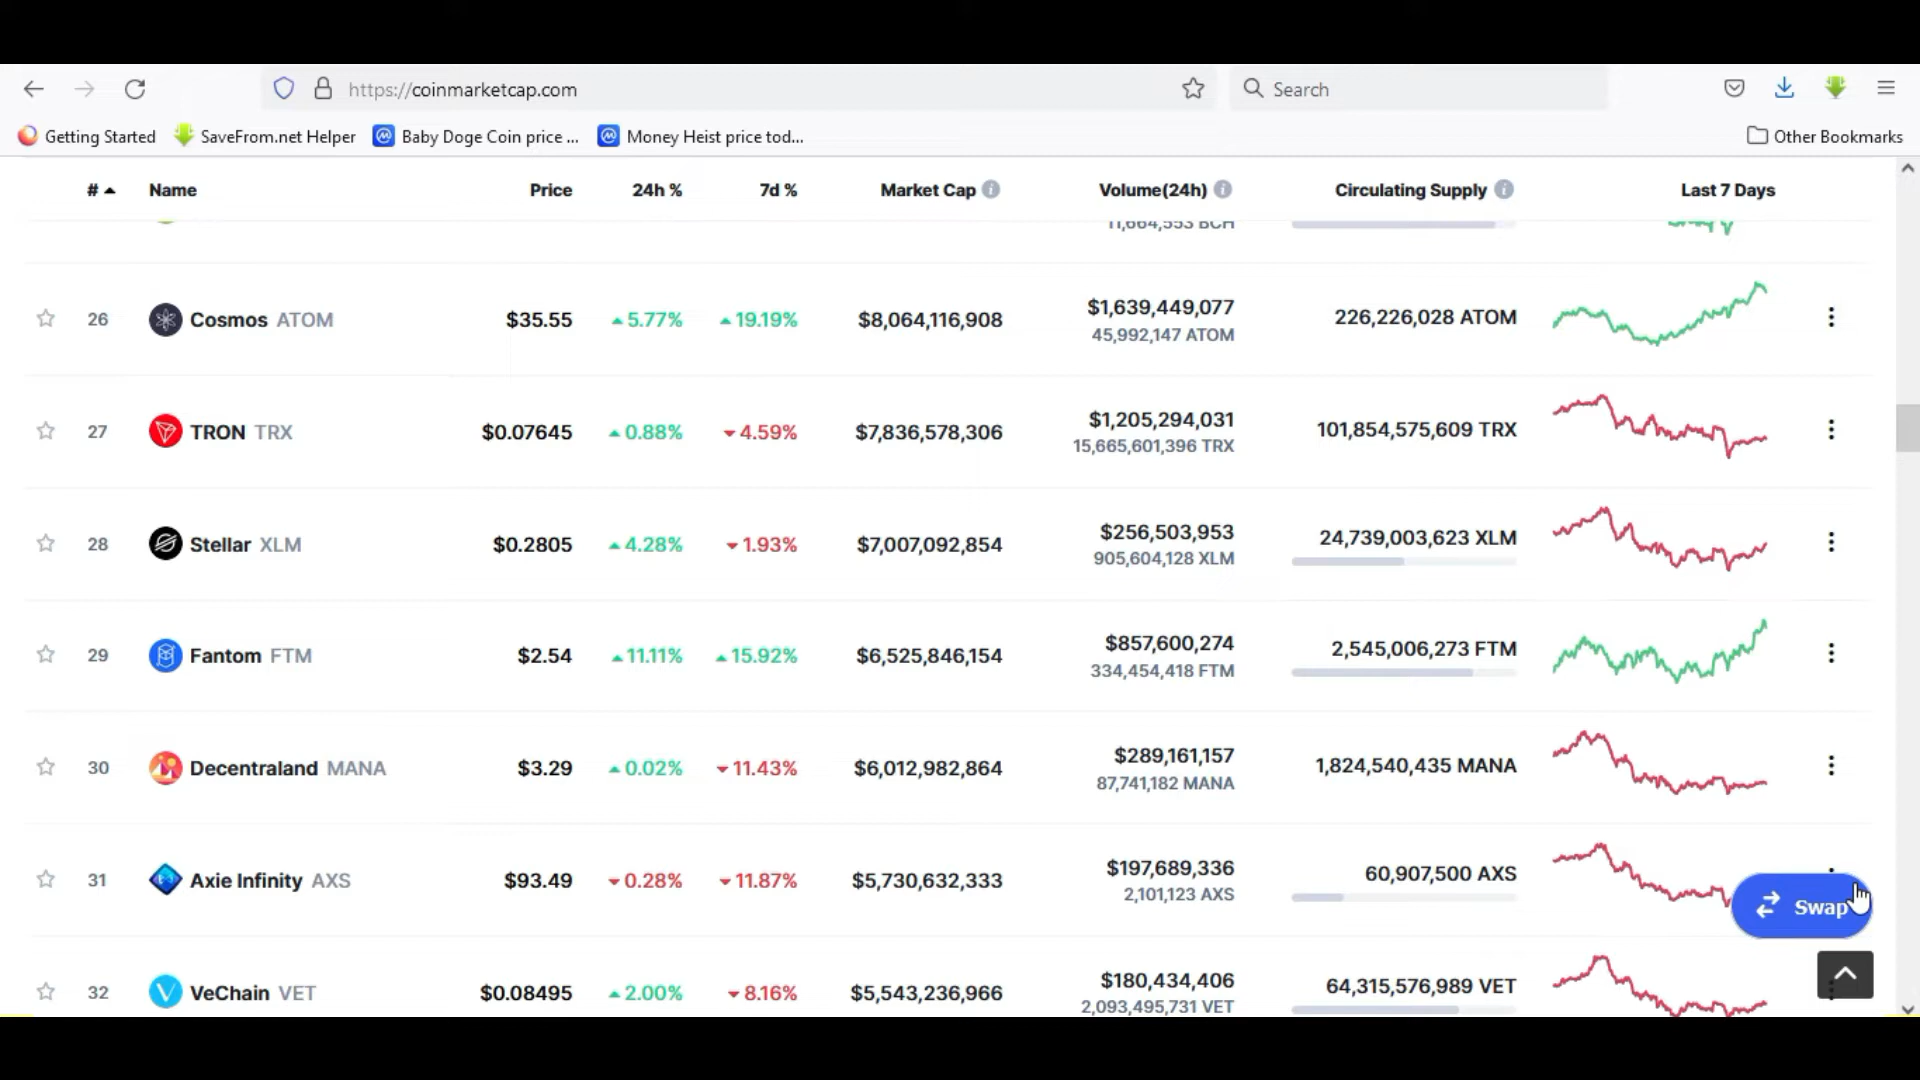 https://coinmarketcap.com
Search
Getting Started
SaveFrom.net Helper
Baby Doge Coin price ...
Money Heist price tod...
Other Bookmarks
# Name Price 24h % 7d % Market Cap Volume(24h) Circulating Supply Last 7 Days
11,664,553 BCH
26 Cosmos ATOM $35.55 5.77% 19.19% $8,064,116,908 $1,639,449,077 226,226,028 ATOM
45,992,147 ATOM
27 TRON TRX $0.07645 0.88% 4.59% $7,836,578,306 $1,205,294,031 101,854,575,609 TRX
15,665,601,396 TRX
28 Stellar XLM $0.2805 4.28% 1.93% $7,007,092,854 $256,503,953 24,739,003,623 XLM
905,604,128 XLM
29 Fantom FTM $2.54 11.11% 15.92% $6,525,846,154 $857,600,274 2,545,006,273 FTM
334,454,418 FTM
30 Decentraland MANA $3.29 0.02% 11.43% $6,012,982,864 $289,161,157 1,824,540,435 MANA
87,741,182 MANA
31 Axie Infinity AXS $93.49 0.28% 11.87% $5,730,632,333 $197,689,336 60,907,500 AXS
2,101,123 AXS
Swap
32 VeChain VET $0.08495 2.00% 8.16% $5,543,236,966 $180,434,406 64,315,576,989 VET
2,093,495,731 VET